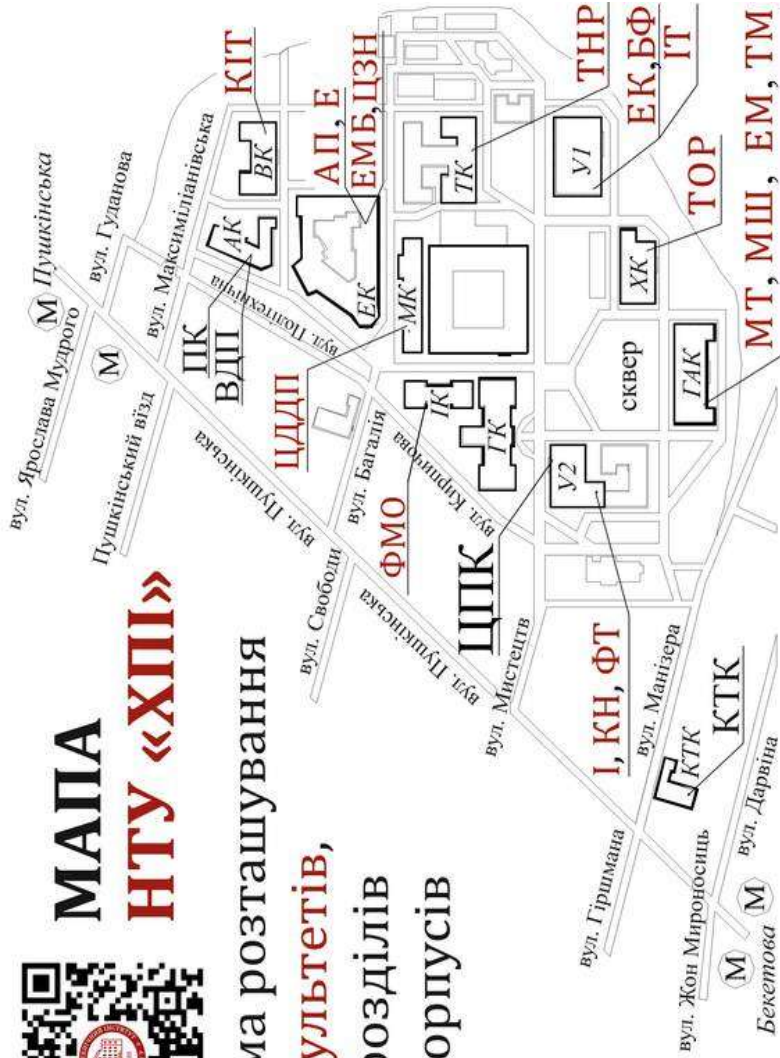 МАПА
НТУ «ХПІ»
ма розташування
ультетів,
розділів
орпусів
вул. Ярослава Мудрого
М Пушкінська
вул. Гуданова
М
Пушкінський в'їзд
вул. Максиміліанівська
КІТ
ВК
АК
ПК
ВДП
вул. Політехнічна
АП, Е
ЕМБ, ЦЗН
ЕК
ЦДДП
МК
вул. Пушкінська
вул. Багалія
вул. Свободи
ФМО
ІК
ГК
вул. Кирпичова
ТК
ТНР
У1
ЕК, БФ
ІТ
ХК
ТОР
сквер
ГАК
МТ, МШ, ЕМ, ТМ
ЦПК
У2
І, КН, ФТ
вул. Пушкінська
вул. Мистецтв
вул. Манізера
КТК
КТК
вул. Гіршмана
вул. Дарвіна
вул. Жон Мироносиць
М М
Бекетова